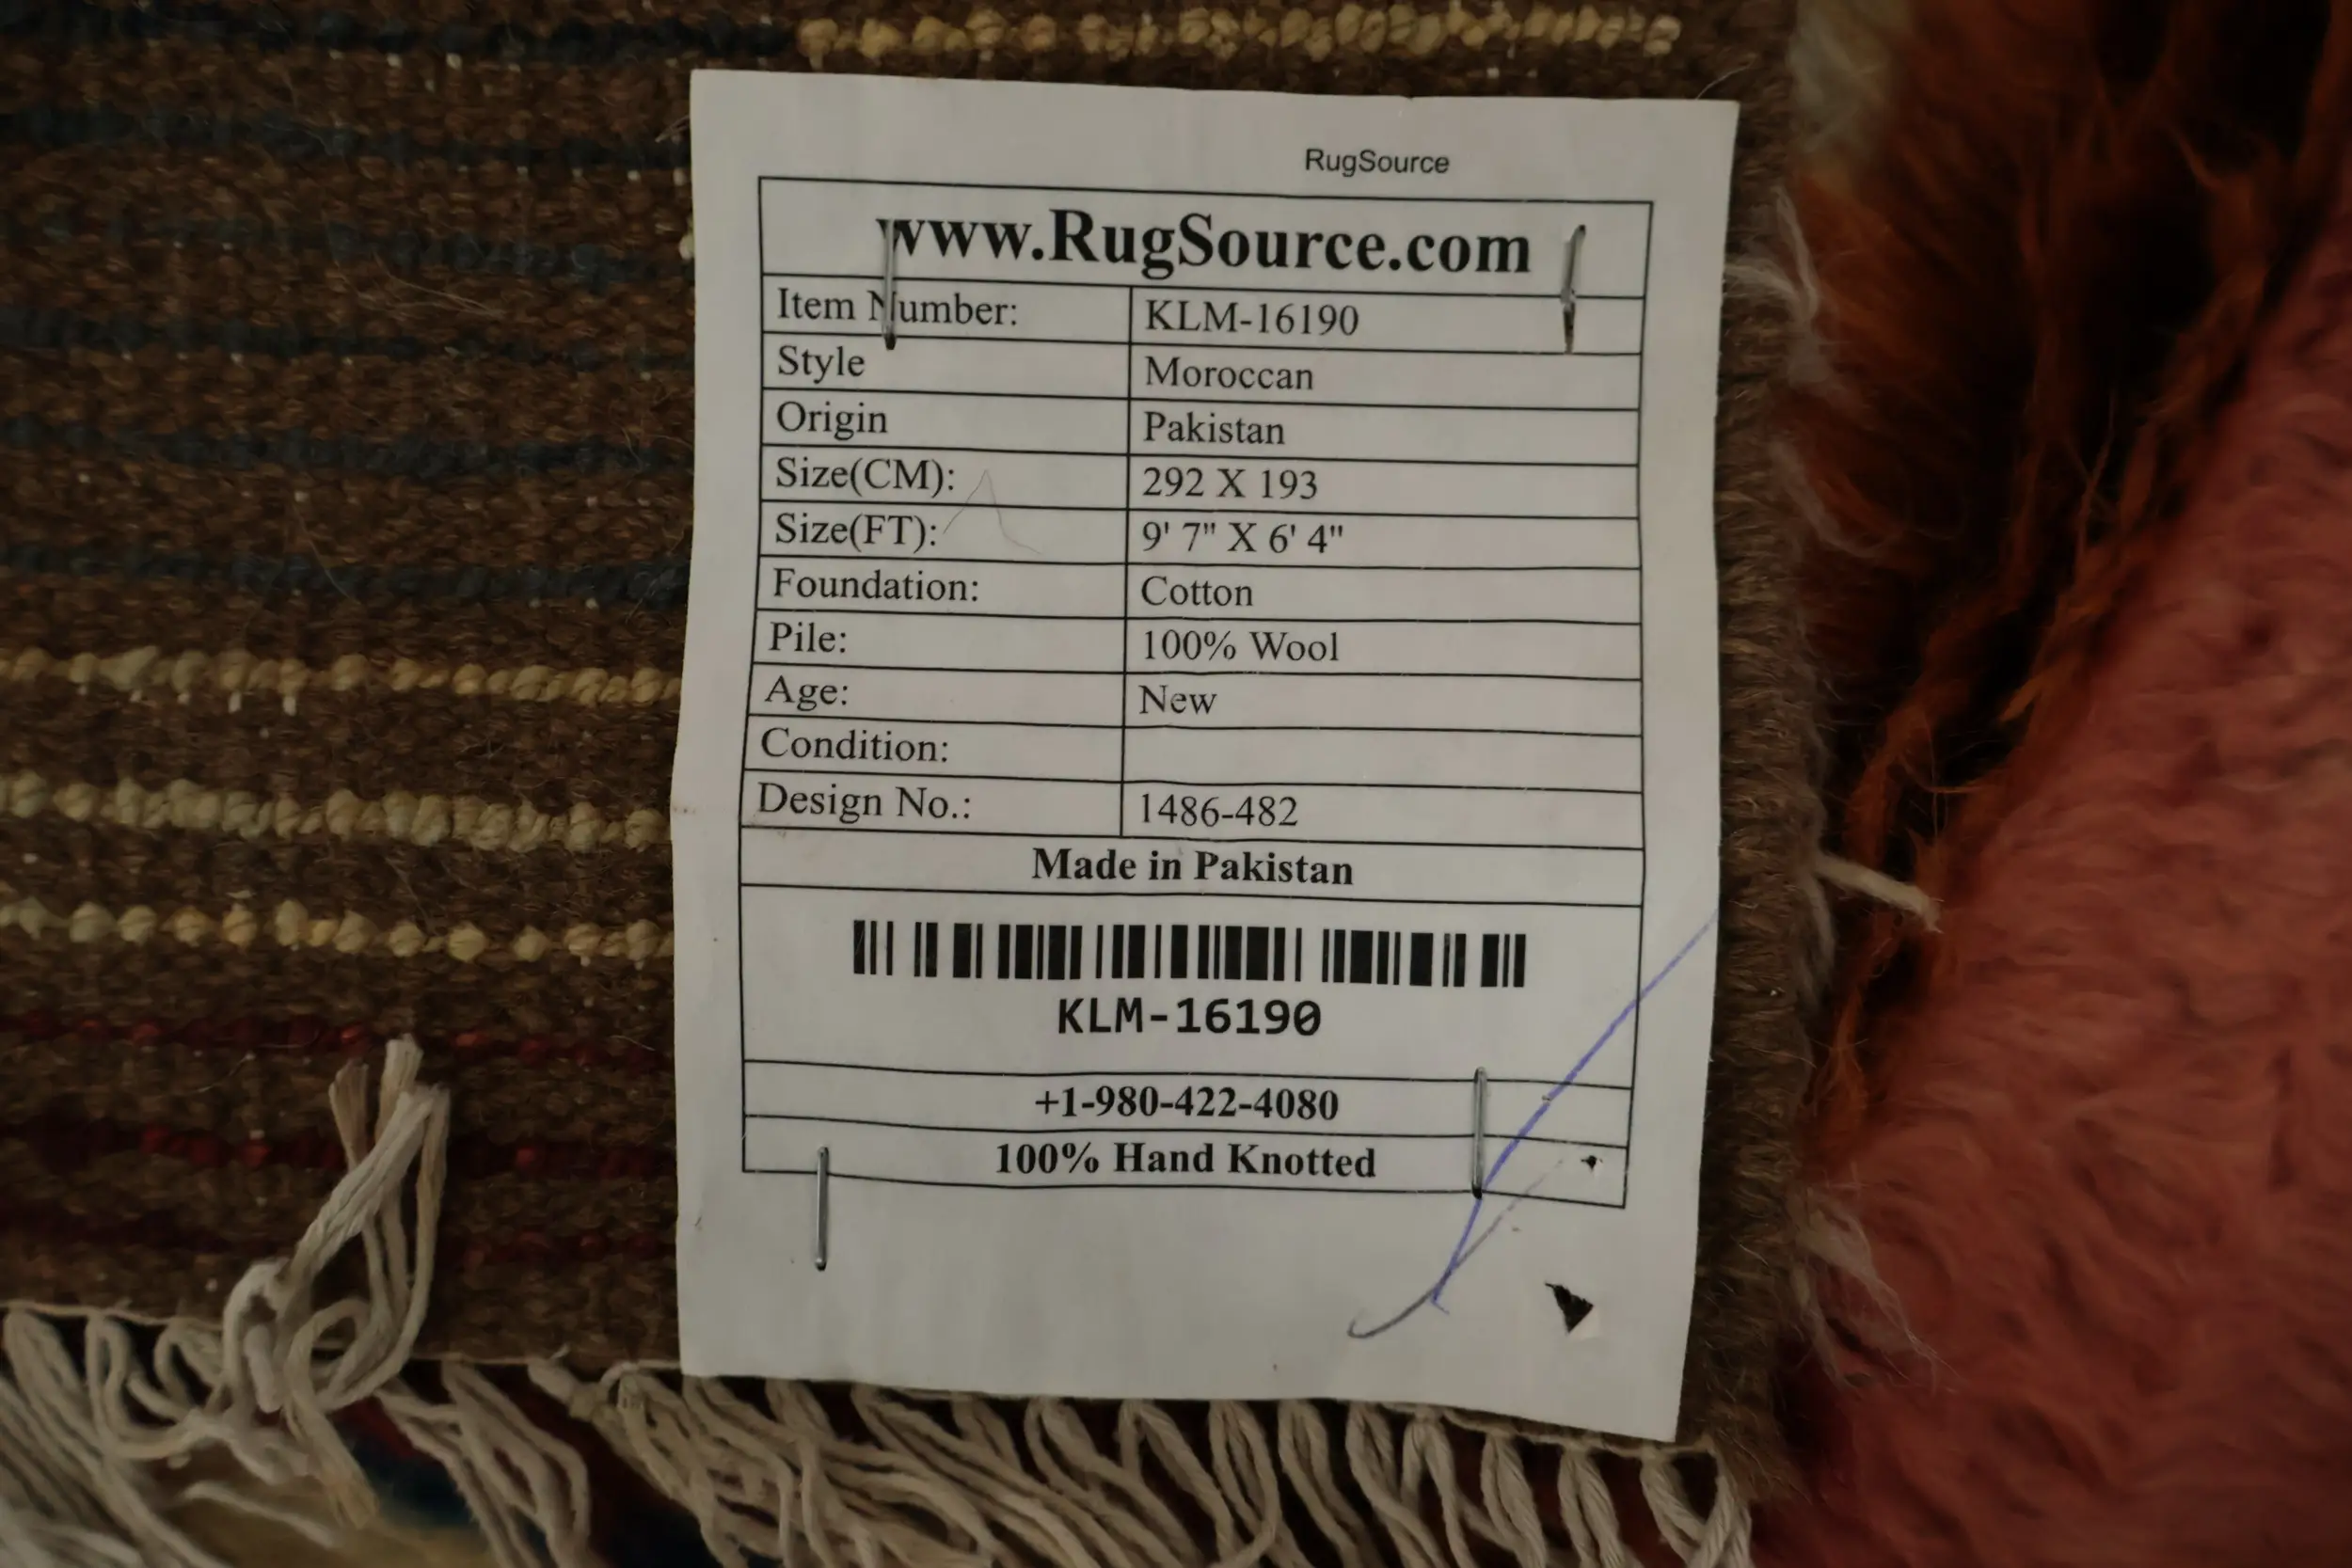 RugSource
www.RugSource.com
Item Number: KLM-16190
Style Moroccan
Origin Pakistan
Size(CM): 292 X 193
Size(FT): 9' 7" X 6' 4"
Foundation: Cotton
Pile: 100% Wool
Age: New
Condition:
Design No.: 1486-482
Made in Pakistan
KLM-16190
+1-980-422-4080
100% Hand Knotted